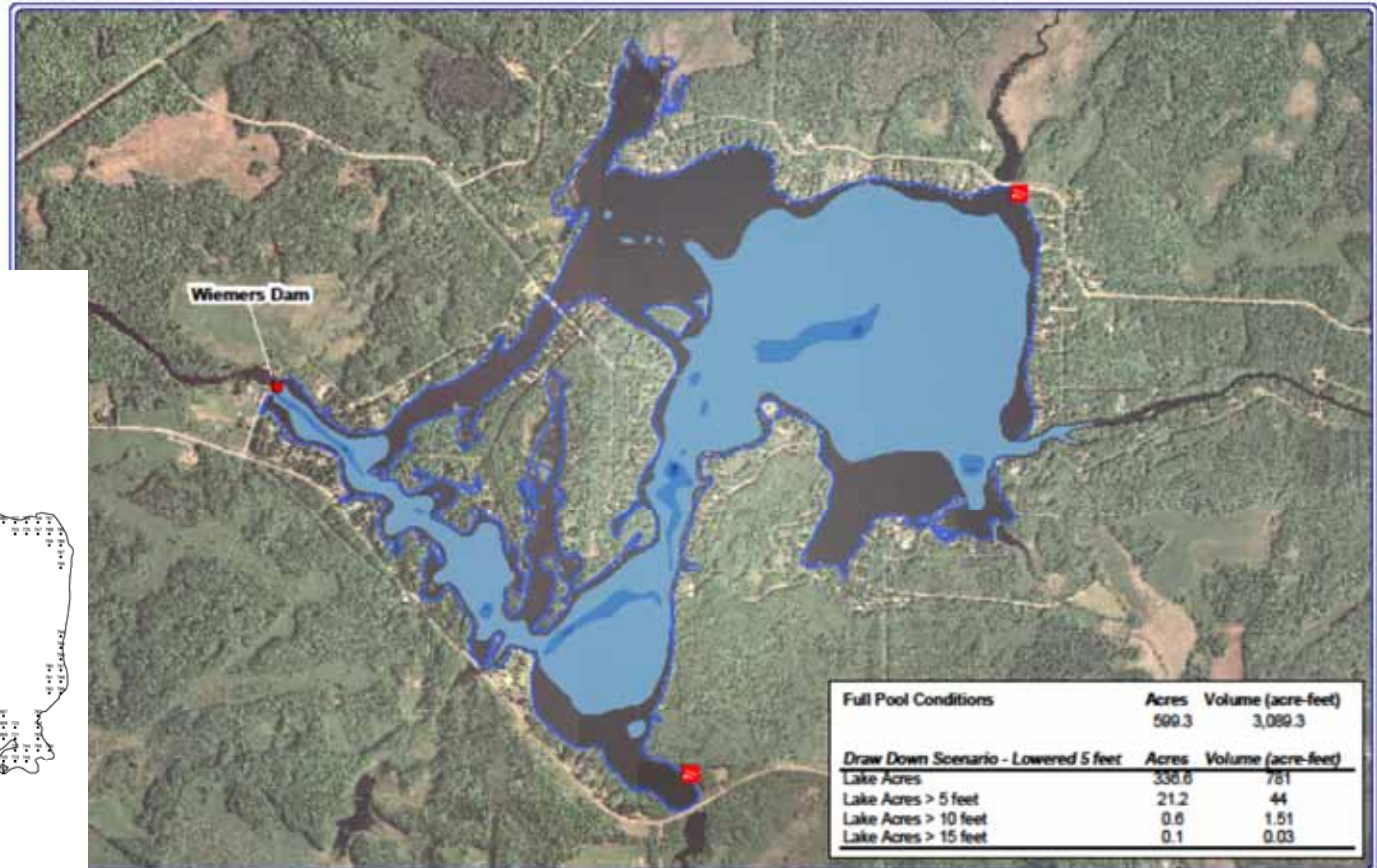 Wiemers Dam
Full Pool Conditions Acres Volume (acre-feet)
599.3 3,089.3
Draw Down Scenario - Lowered 5 feet Acres Volume (acre-feet)
Lake Acres 336.6 781
Lake Acres > 5 feet 21.2 44
Lake Acres > 10 feet 0.6 1.51
Lake Acres > 15 feet 0.1 0.03